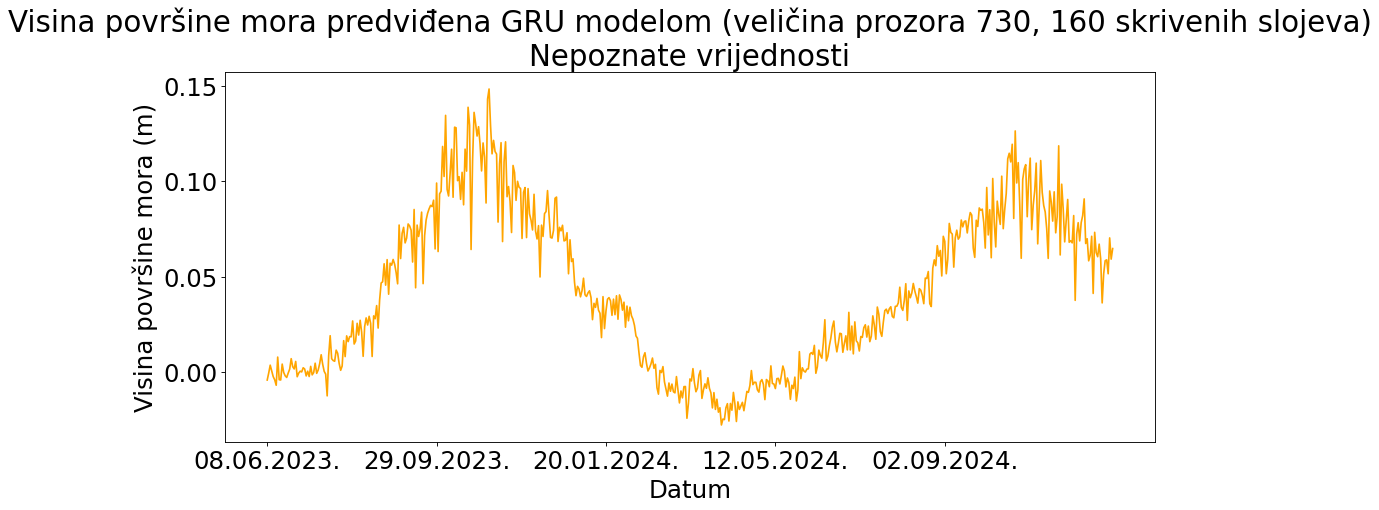 Visina površine mora predviđena GRU modelom (veličina prozora 730, 160 skrivenih slojeva)
Nepoznate vrijednosti
Visina površine mora (m)
0.15
0.10
0.05
0.00
08.06.2023. 29.09.2023. 20.01.2024. 12.05.2024. 02.09.2024.
Datum